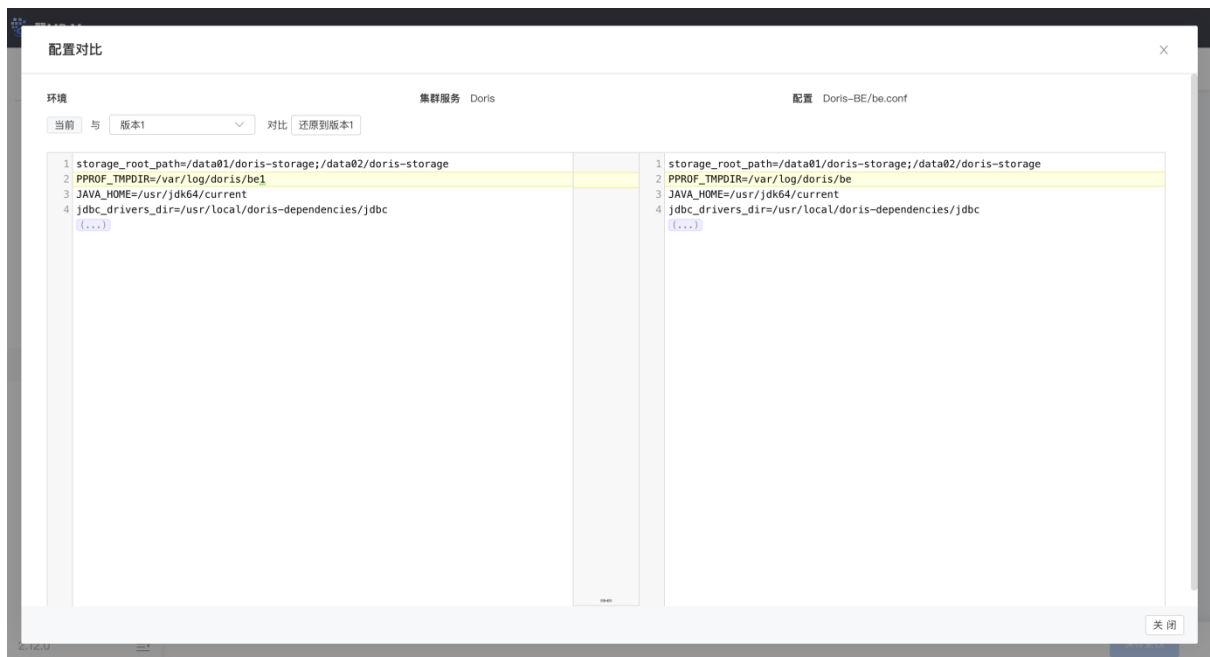 配置对比
环境
集群服务 Doris
配置 Doris-BE/be.conf
当前 与 版本1 对比 还原到版本1
1 storage_root_path=/data01/doris-storage;/data02/doris-storage
2 PPROF_TMPDIR=/var/log/doris/be1
3 JAVA_HOME=/usr/jdk64/current
4 jdbc_drivers_dir=/usr/local/doris-dependencies/jdbc
(...)
1 storage_root_path=/data01/doris-storage;/data02/doris-storage
2 PPROF_TMPDIR=/var/log/doris/be
3 JAVA_HOME=/usr/jdk64/current
4 jdbc_drivers_dir=/usr/local/doris-dependencies/jdbc
(...)
关闭
2.12.0